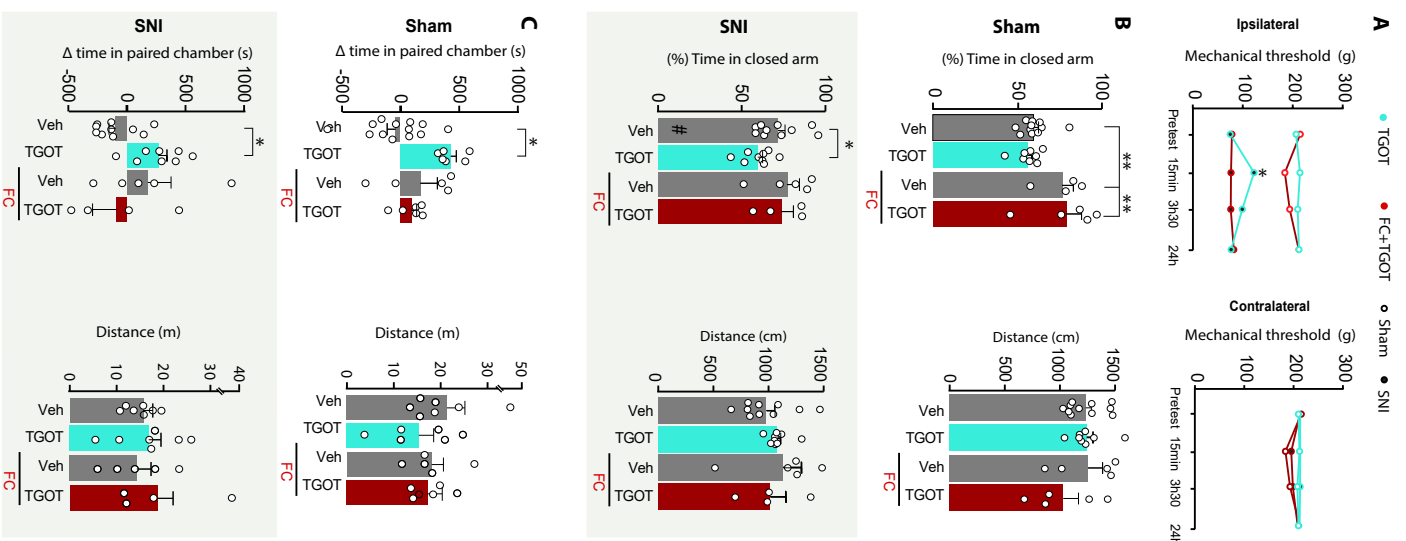 A
TGOT
FC+TGOT
Sham
SNI
Ipsilateral
Mechanical threshold (g)
0
100
200
300
Pretest
15min
3h30
24h
*
Contralateral
Mechanical threshold (g)
0
100
200
300
Pretest
15min
3h30
24h
B
Sham
(%) Time in closed arm
0
50
100
Veh
TGOT
Veh
TGOT
FC
**
**
Distance (cm)
0
500
1000
1500
Veh
TGOT
Veh
TGOT
FC
SNI
(%) Time in closed arm
0
50
100
Veh
TGOT
Veh
TGOT
FC
#
*
Distance (cm)
0
500
1000
1500
Veh
TGOT
Veh
TGOT
FC
C
Sham
Δ time in paired chamber (s)
-500
0
500
1000
Veh
TGOT
Veh
TGOT
FC
*
Distance (m)
0
10
20
30
50
Veh
TGOT
Veh
TGOT
FC
SNI
Δ time in paired chamber (s)
-500
0
500
1000
Veh
TGOT
Veh
TGOT
FC
*
Distance (m)
0
10
20
30
40
Veh
TGOT
Veh
TGOT
FC